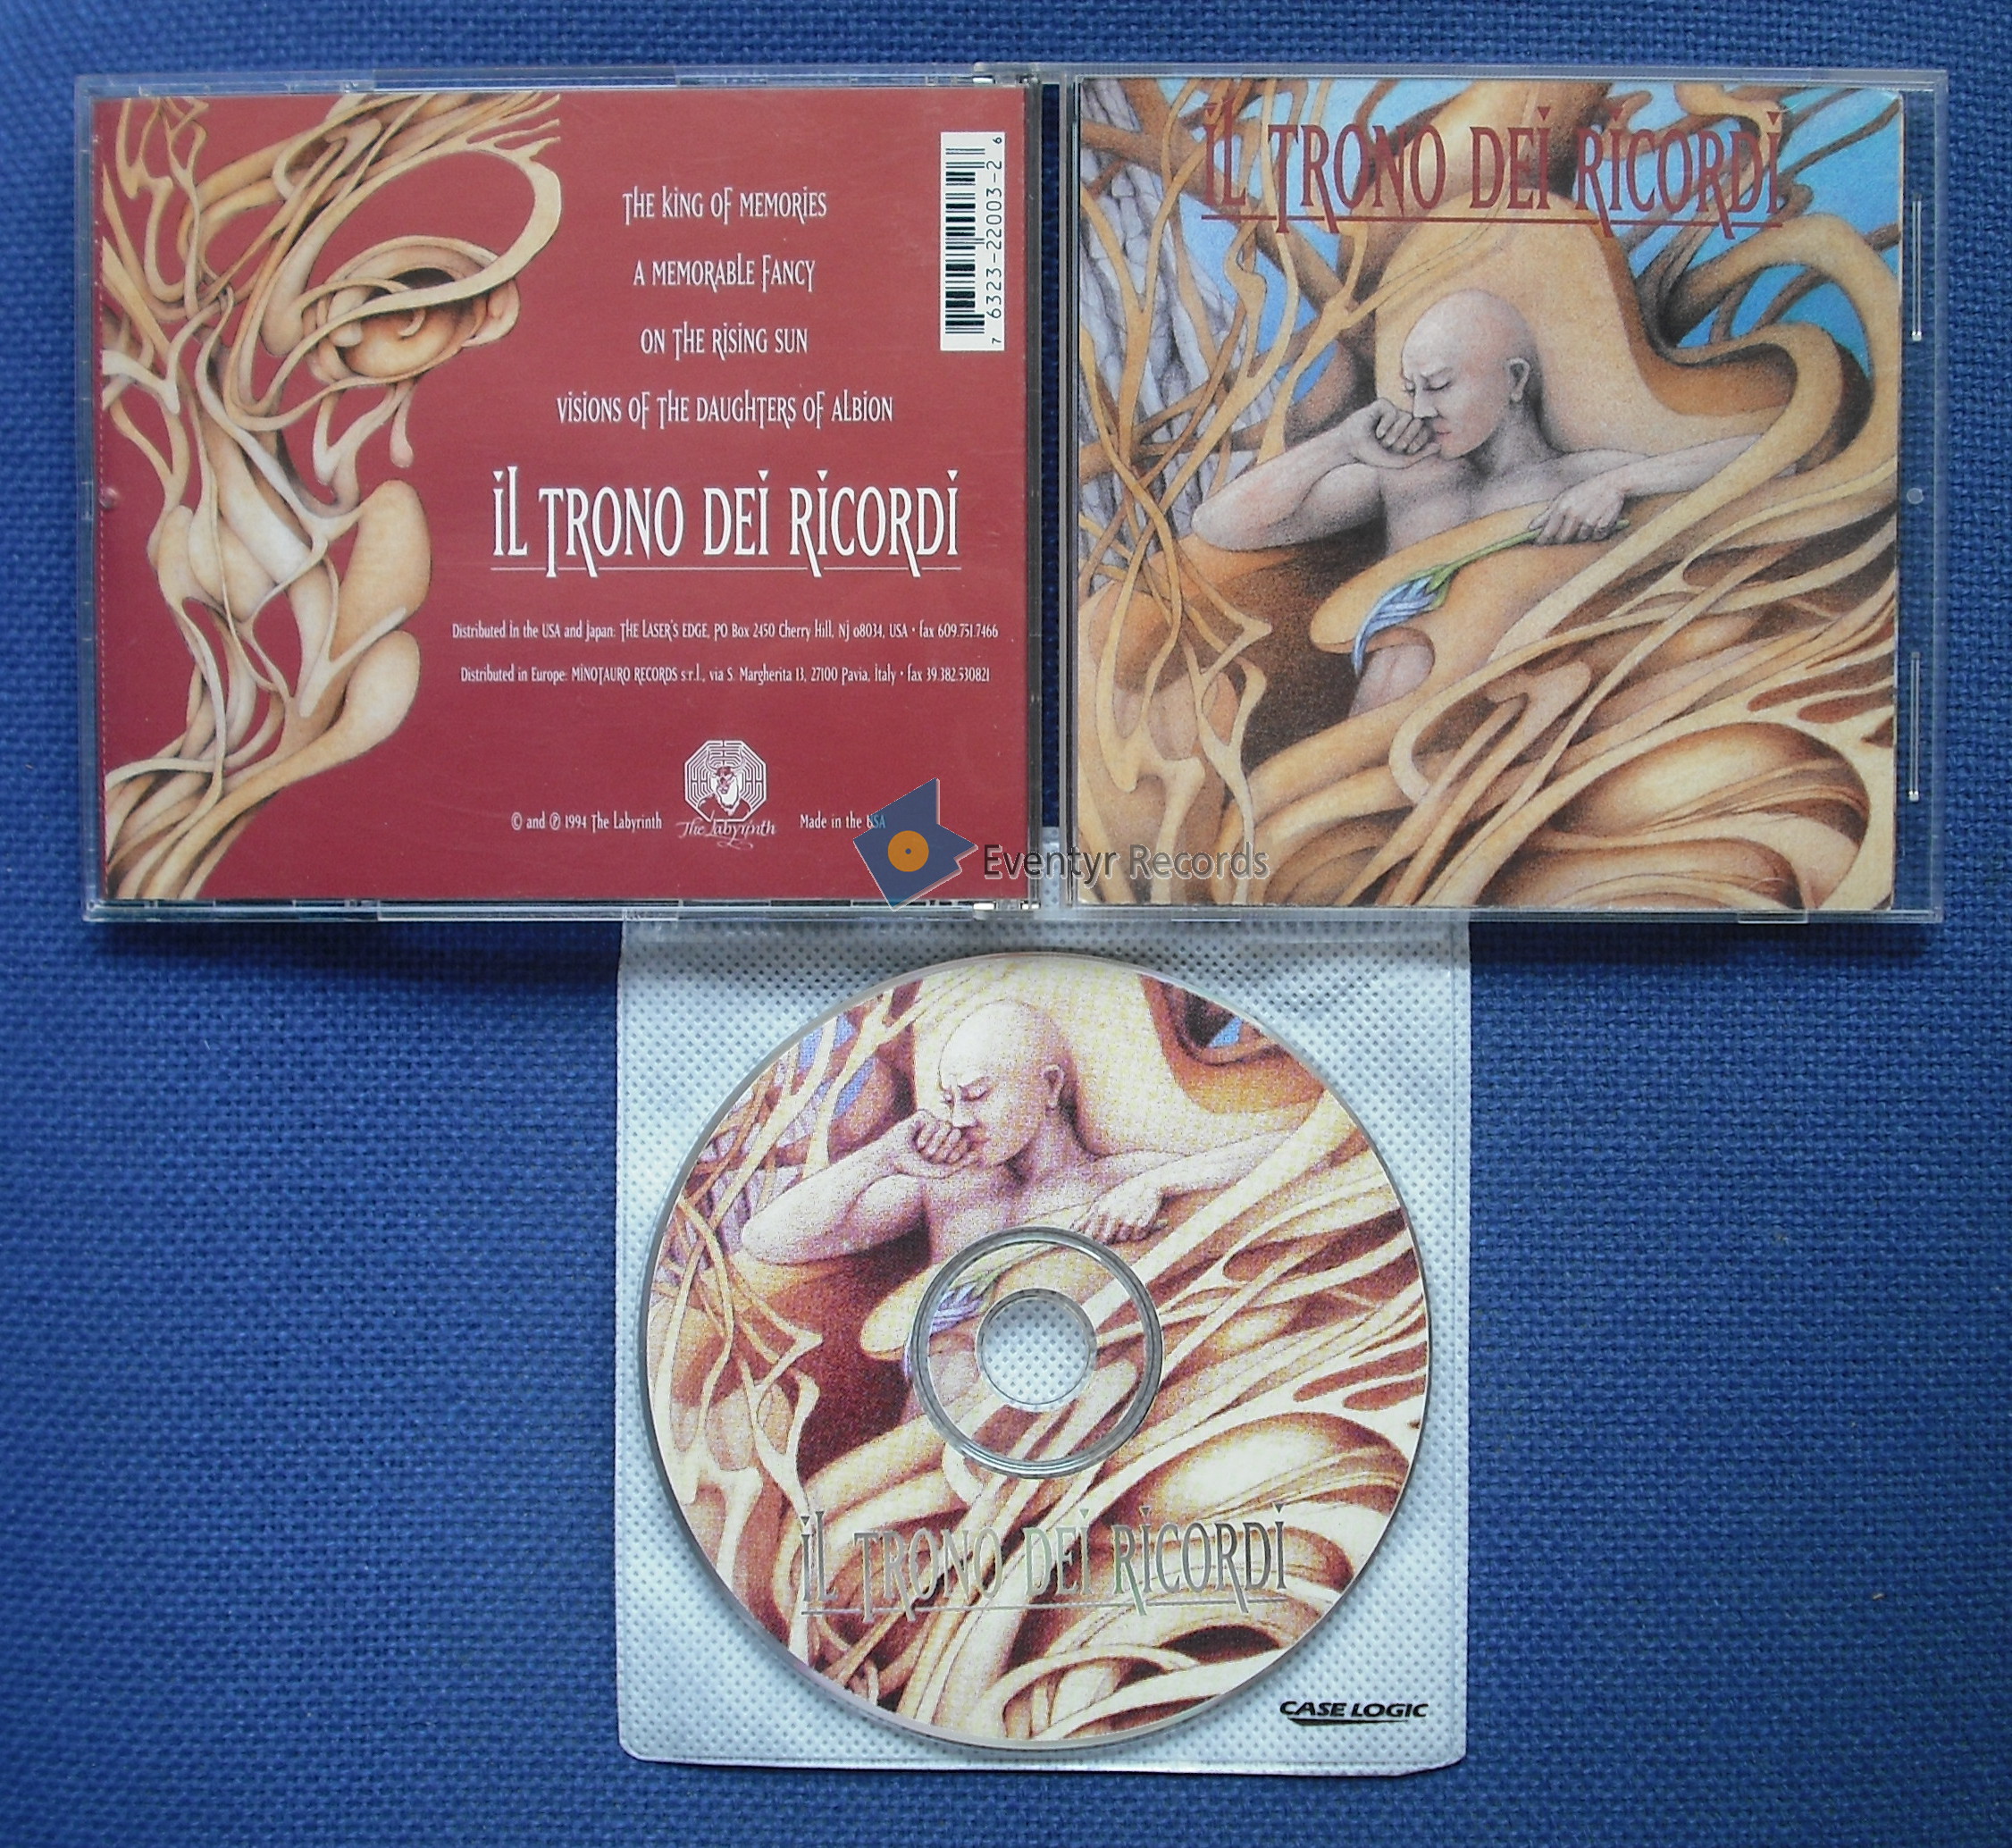 THE KING OF MEMORIES
A MEMORABLE FANCY
ON THE RISING SUN
VISIONS OF THE DAUGHTERS OF ALBION
IL TRONO DEI RICORDI
Distributed in the USA and Japan: THE LASER'S EDGE, PO Box 2450 Cherry Hill, NJ 08034, USA • fax 609.751.7466
Distributed in Europe: MINOTAURO RECORDS s.r.l., via S. Margherita 13, 27100 Pavia, Italy • fax 39.382.530821
© and ℗ 1994 The Labyrinth
The Labyrinth
Made in the USA
7 6323-22003-2 6
IL TRONO DEI RICORDI
Eventyr Records
IL TRONO DEI RICORDI
CASE LOGIC